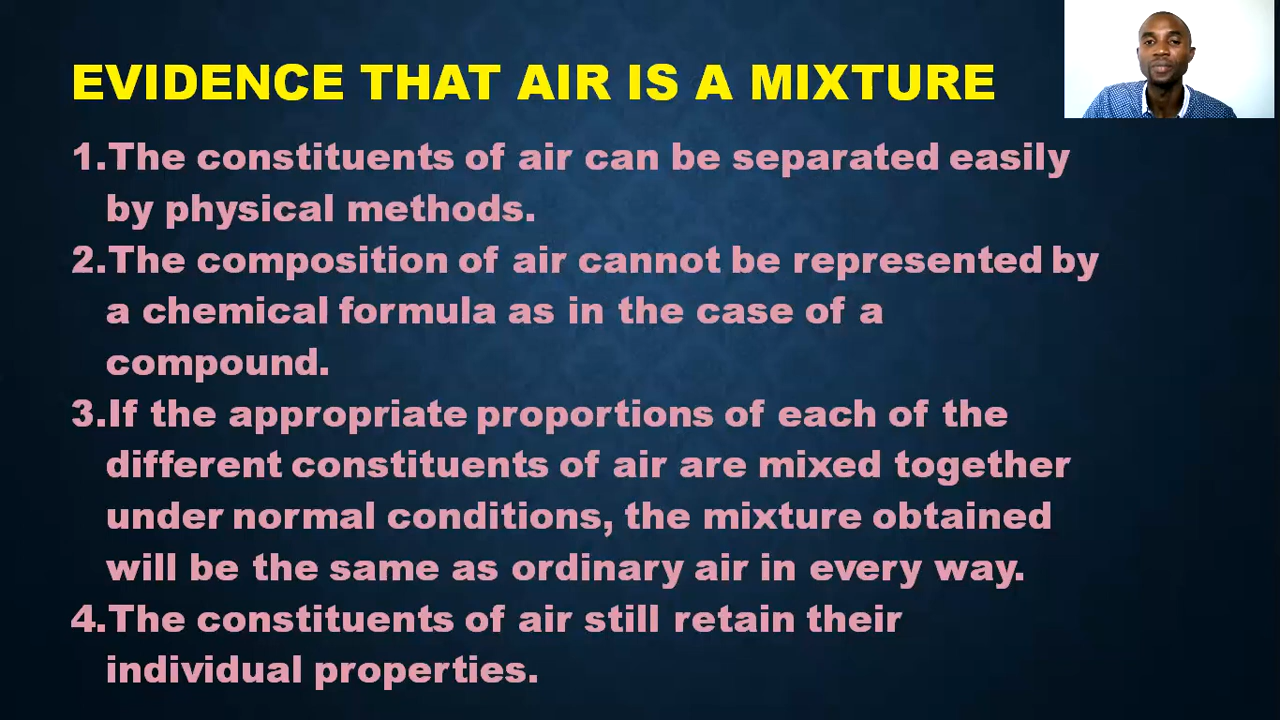 EVIDENCE THAT AIR IS A MIXTURE
1.The constituents of air can be separated easily
by physical methods.
2.The composition of air cannot be represented by
a chemical formula as in the case of a
compound.
3.If the appropriate proportions of each of the
different constituents of air are mixed together
under normal conditions, the mixture obtained
will be the same as ordinary air in every way.
4.The constituents of air still retain their
individual properties.